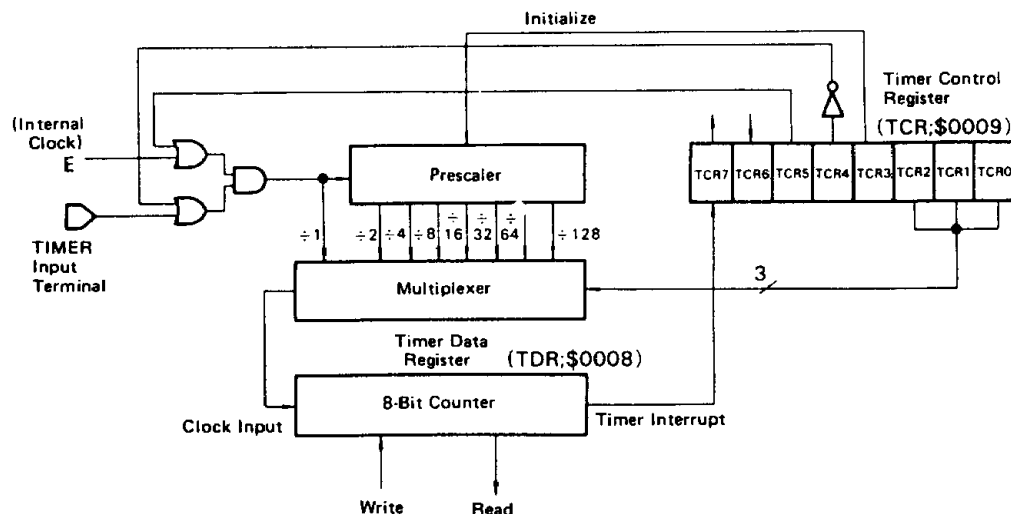 Initialize
Timer Control
Register
(TCR;$0009)
(Internal
Clock)
E
TIMER
Input
Terminal
Prescaler
TCR7 TCR6 TCR5 TCR4 TCR3 TCR2 TCR1 TCR0
÷1 ÷2 ÷4 ÷8 ÷16 ÷32 ÷64 ÷128
Multiplexer
3
Timer Data
Register
(TDR;$0008)
8-Bit Counter
Clock Input
Timer Interrupt
Write
Read